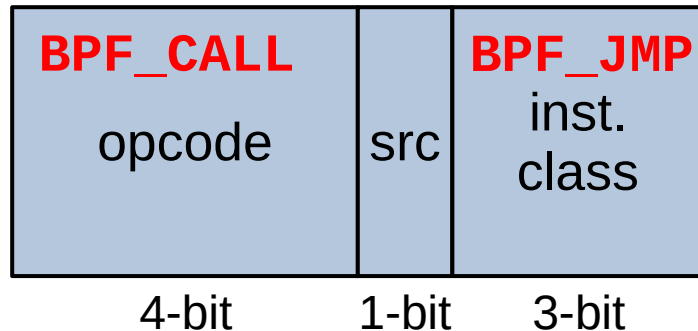 BPF_CALL
opcode
src
BPF_JMP
inst.
class
4-bit
1-bit
3-bit